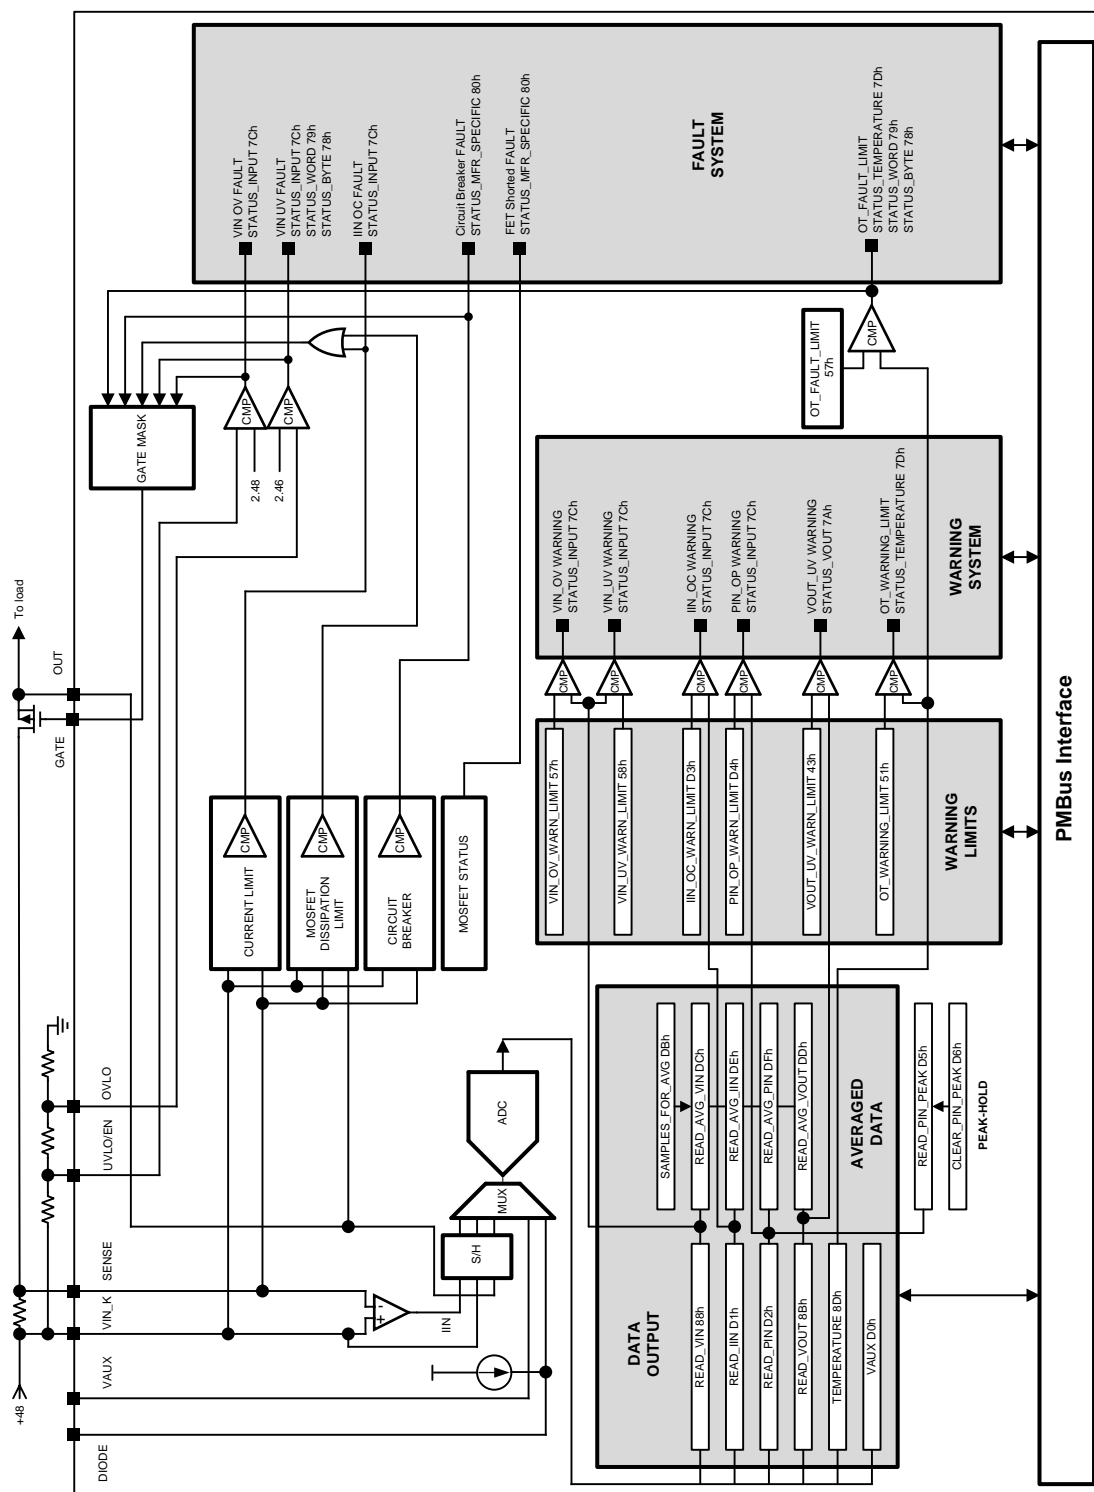 +48
To load
DIODE
VAUX
VIN_K
SENSE
UVLO/EN
OVLO
GATE
OUT
IIN
+
-
S/H
MUX
ADC
CURRENT LIMIT
CMP
MOSFET
DISSIPATION
LIMIT
CMP
CIRCUIT
BREAKER
CMP
MOSFET STATUS
GATE MASK
2.48
CMP
2.46
CMP
VIN OV FAULT
STATUS_INPUT 7Ch
VIN UV FAULT
STATUS_INPUT 7Ch
STATUS_WORD 79h
STATUS_BYTE 78h
IIN OC FAULT
STATUS_INPUT 7Ch
Circuit Breaker FAULT
STATUS_MFR_SPECIFIC 80h
FET Shorted FAULT
STATUS_MFR_SPECIFIC 80h
FAULT
SYSTEM
OT_FAULT_LIMIT
STATUS_TEMPERATURE 7Dh
STATUS_WORD 79h
STATUS_BYTE 78h
OT_FAULT_LIMIT
57h
CMP
DATA
OUTPUT
READ_VIN 88h
READ_IIN D1h
READ_PIN D2h
READ_VOUT 8Bh
TEMPERATURE 8Dh
VAUX D0h
SAMPLES_FOR_AVG DBh
READ_AVG_VIN DCh
READ_AVG_IIN DEh
READ_AVG_PIN DFh
READ_AVG_VOUT DDh
AVERAGED
DATA
READ_PIN_PEAK D5h
CLEAR_PIN_PEAK D6h
PEAK-HOLD
VIN_OV_WARN_LIMIT 57h
VIN_UV_WARN_LIMIT 58h
IIN_OC_WARN_LIMIT D3h
PIN_OP_WARN_LIMIT D4h
VOUT_UV_WARN_LIMIT 43h
OT_WARNING_LIMIT 51h
WARNING
LIMITS
CMP
CMP
CMP
CMP
CMP
CMP
VIN_OV WARNING
STATUS_INPUT 7Ch
VIN_UV WARNING
STATUS_INPUT 7Ch
IIN_OC WARNING
STATUS_INPUT 7Ch
PIN_OP WARNING
STATUS_INPUT 7Ch
VOUT_UV WARNING
STATUS_VOUT 7Ah
OT_WARNING_LIMIT
STATUS_TEMPERATURE 7Dh
WARNING
SYSTEM
PMBus Interface